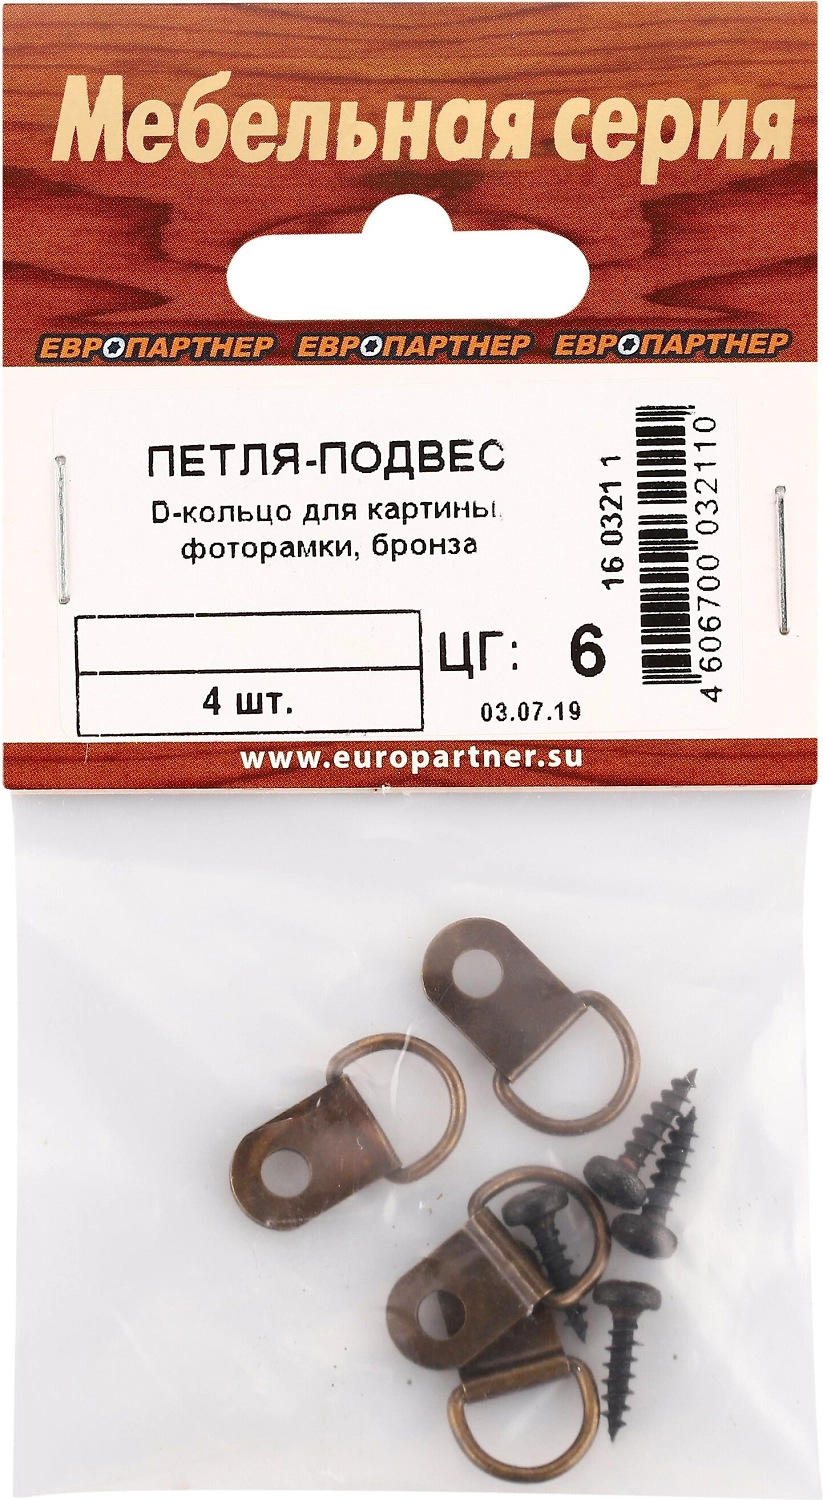 Мебельная серия
ЕВРОПАРТНЕР ЕВРОПАРТНЕР ЕВРОПАРТНЕР
ПЕТЛЯ-ПОДВЕС
D-кольцо для картины,
фоторамки, бронза
4 шт.
ЦГ: 6
03.07.19
16 0321 1
4 606700 032110
www.europartner.su